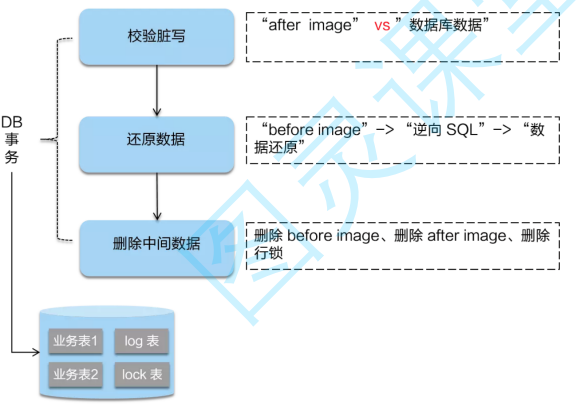 校验脏写
“after image” vs ”数据库数据”
DB
事
务
还原数据
“before image”-> “逆向 SQL”-> “数
据还原”
删除中间数据
删除 before image、删除 after image、删除
行锁
业务表1
log 表
业务表2
lock 表
图灵课堂